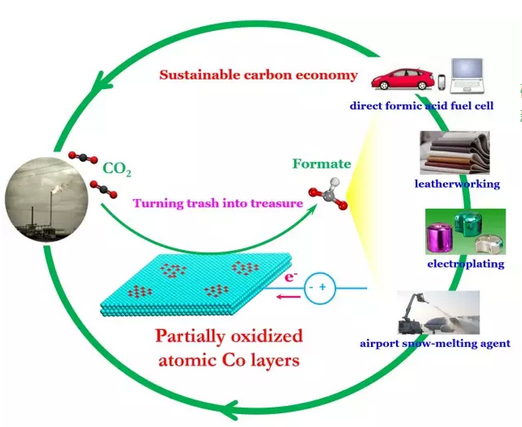 Sustainable carbon economy
direct formic acid fuel cell
CO₂
Formate
leatherworking
Turning trash into treasure
electroplating
e-
- +
Partially oxidized
atomic Co layers
airport snow-melting agent